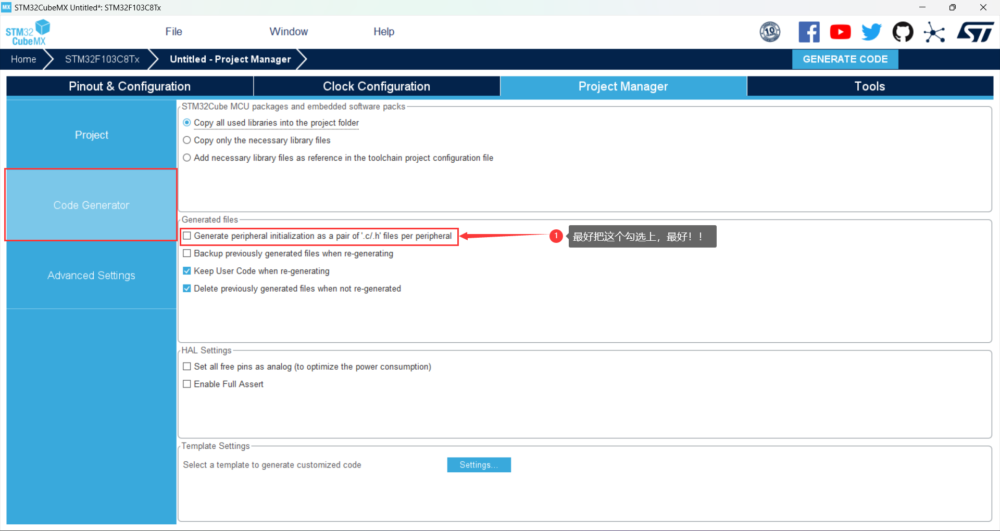 MX STM32CubeMX Untitled*: STM32F103C8Tx
STM32
CubeMX
File
Window
Help
10
ST
Home
STM32F103C8Tx
Untitled - Project Manager
GENERATE CODE
Pinout & Configuration
Clock Configuration
Project Manager
Tools
Project
Code Generator
Advanced Settings
STM32Cube MCU packages and embedded software packs
Copy all used libraries into the project folder
Copy only the necessary library files
Add necessary library files as reference in the toolchain project configuration file
Generated files
Generate peripheral initialization as a pair of '.c/.h' files per peripheral
1
最好把这个勾选上，最好！！
Backup previously generated files when re-generating
Keep User Code when re-generating
Delete previously generated files when not re-generated
HAL Settings
Set all free pins as analog (to optimize the power consumption)
Enable Full Assert
Template Settings
Select a template to generate customized code
Settings...